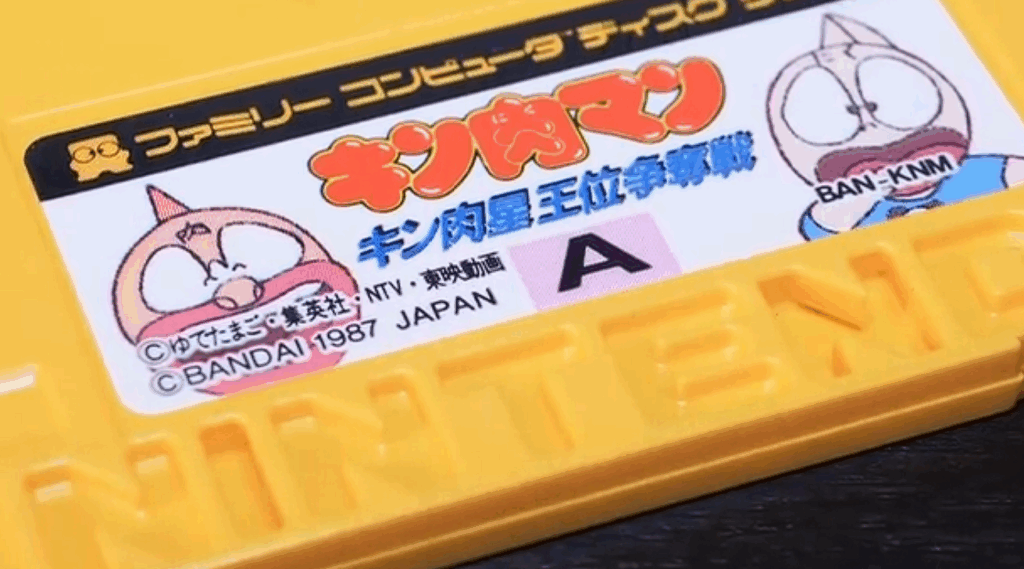 ファミリー コンピュータ ディスク
キン肉マン
キン肉星王位争奪戦
BAN-KNM
A
©ゆでたまご・集英社・NTV・東映動画
©BANDAI 1987 JAPAN
NINTEN